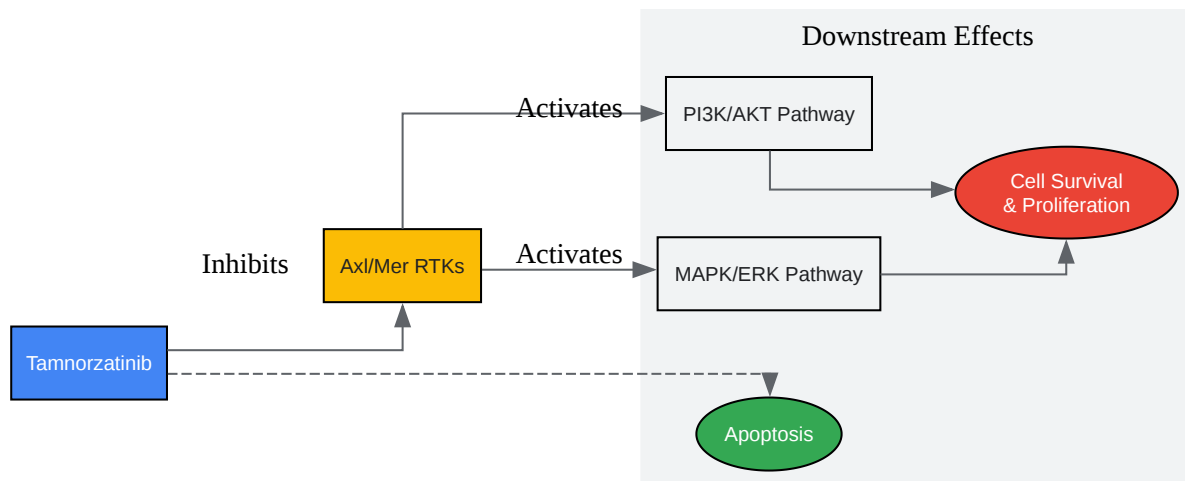 Downstream Effects
Activates
PI3K/AKT Pathway
Cell Survival
& Proliferation
Inhibits
Axl/Mer RTKs
Activates
MAPK/ERK Pathway
Tamnorzatinib
Apoptosis